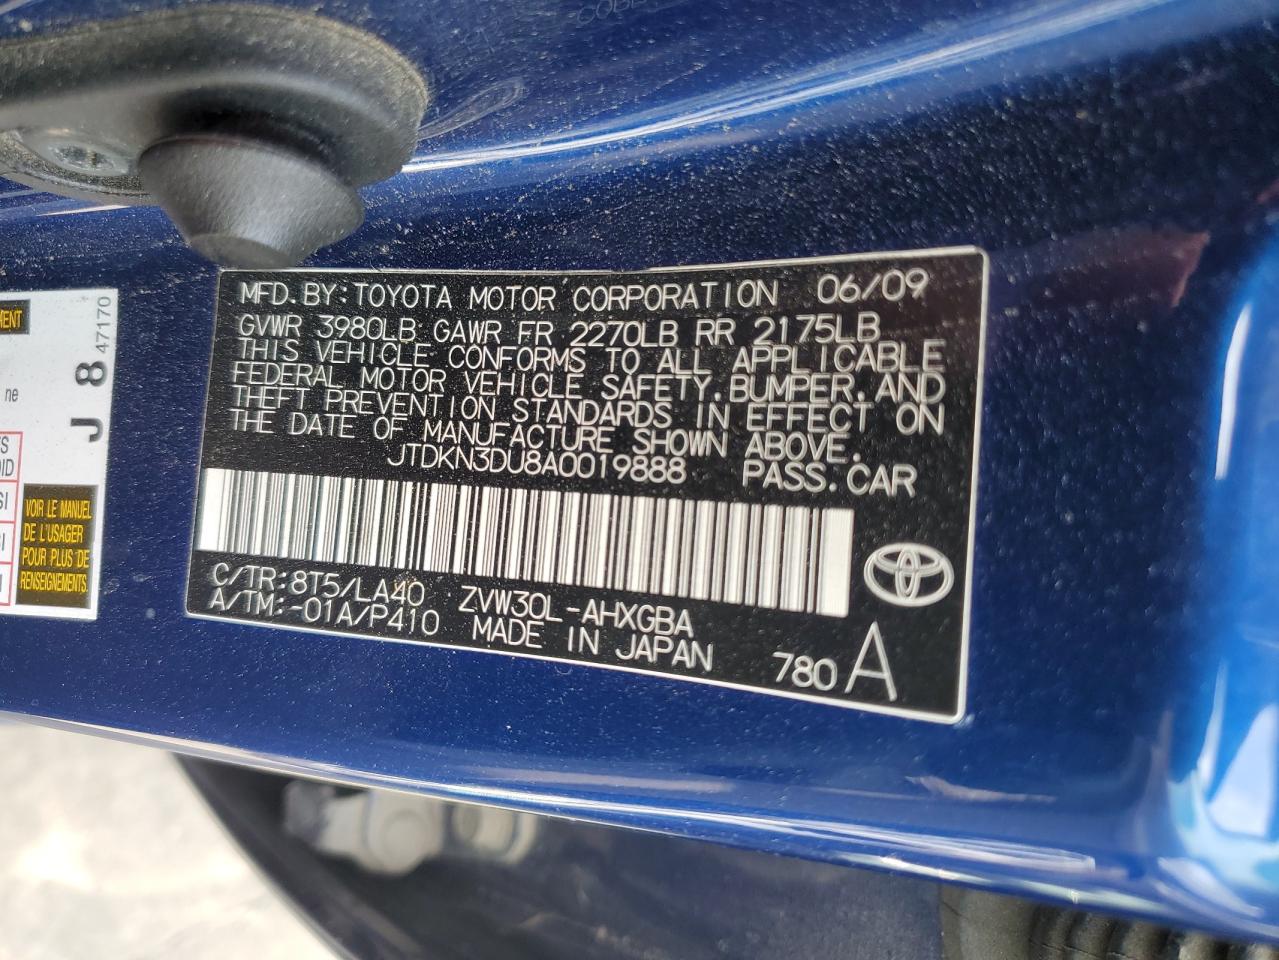 MFD.BY:TOYOTA MOTOR CORPORATION 06/09
GVWR 3980LB GAWR FR 2270LB RR 2175LB
THIS VEHICLE CONFORMS TO ALL APPLICABLE
FEDERAL MOTOR VEHICLE SAFETY,BUMPER,AND
THEFT PREVENTION STANDARDS IN EFFECT ON
THE DATE OF MANUFACTURE SHOWN ABOVE.
JTDKN3DU8A0019888 PASS.CAR
C/TR:8T5/LA40 ZVW30L-AHXGBA
A/TM:-01A/P410 MADE IN JAPAN
780 A
J 8 47170
MENT
ne
VOIR LE MANUEL
DE L'USAGER
POUR PLUS DE
RENSEIGNEMENTS.